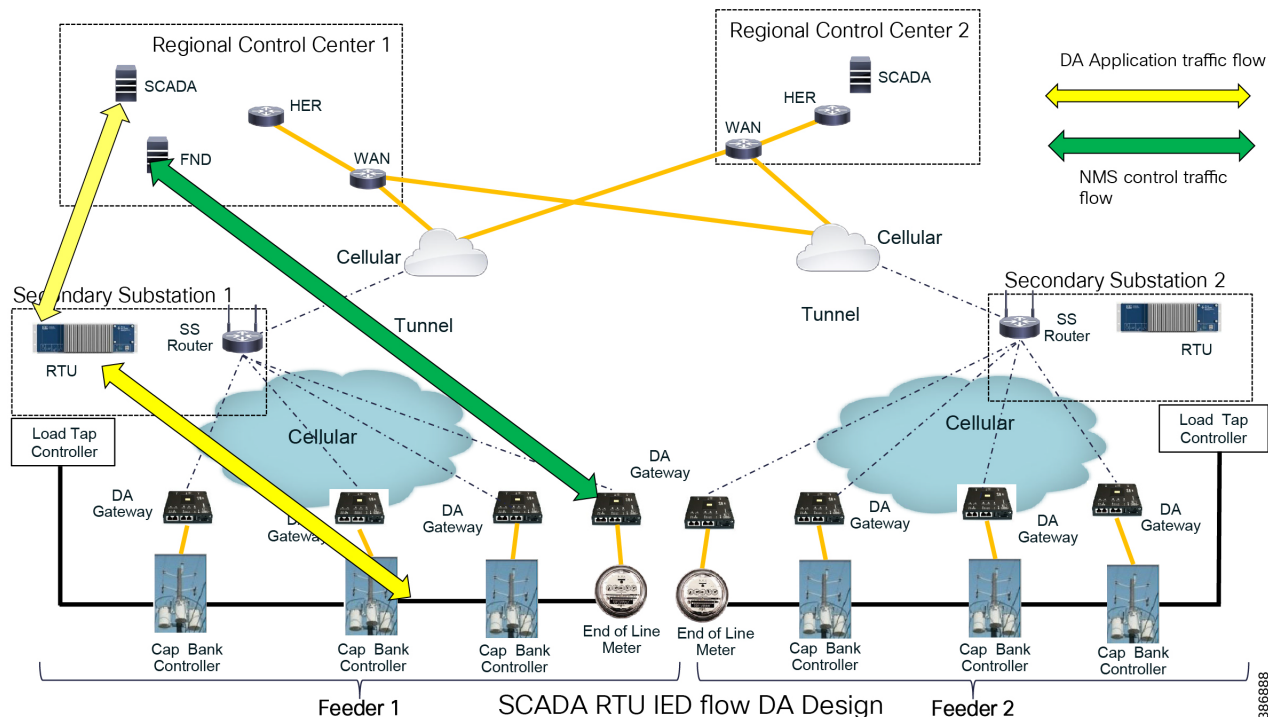 Regional Control Center 1
SCADA
HER
FND
WAN
Regional Control Center 2
SCADA
HER
WAN
DA Application traffic flow
NMS control traffic
flow
Cellular
Cellular
Secondary Substation 1
SS
Router
RTU
Tunnel
Tunnel
Secondary Substation 2
SS
Router
RTU
Load Tap
Controller
Cellular
Cellular
Load Tap
Controller
DA
Gateway
DA
Gateway
DA
Gateway
DA
Gateway
DA
Gateway
DA
Gateway
DA
Gateway
Cap Bank
Controller
Cap Bank
Controller
Cap Bank
Controller
End of Line
Meter
End of Line
Meter
Cap Bank
Controller
Cap Bank
Controller
Cap Bank
Controller
Feeder 1
SCADA RTU IED flow DA Design
Feeder 2
386888